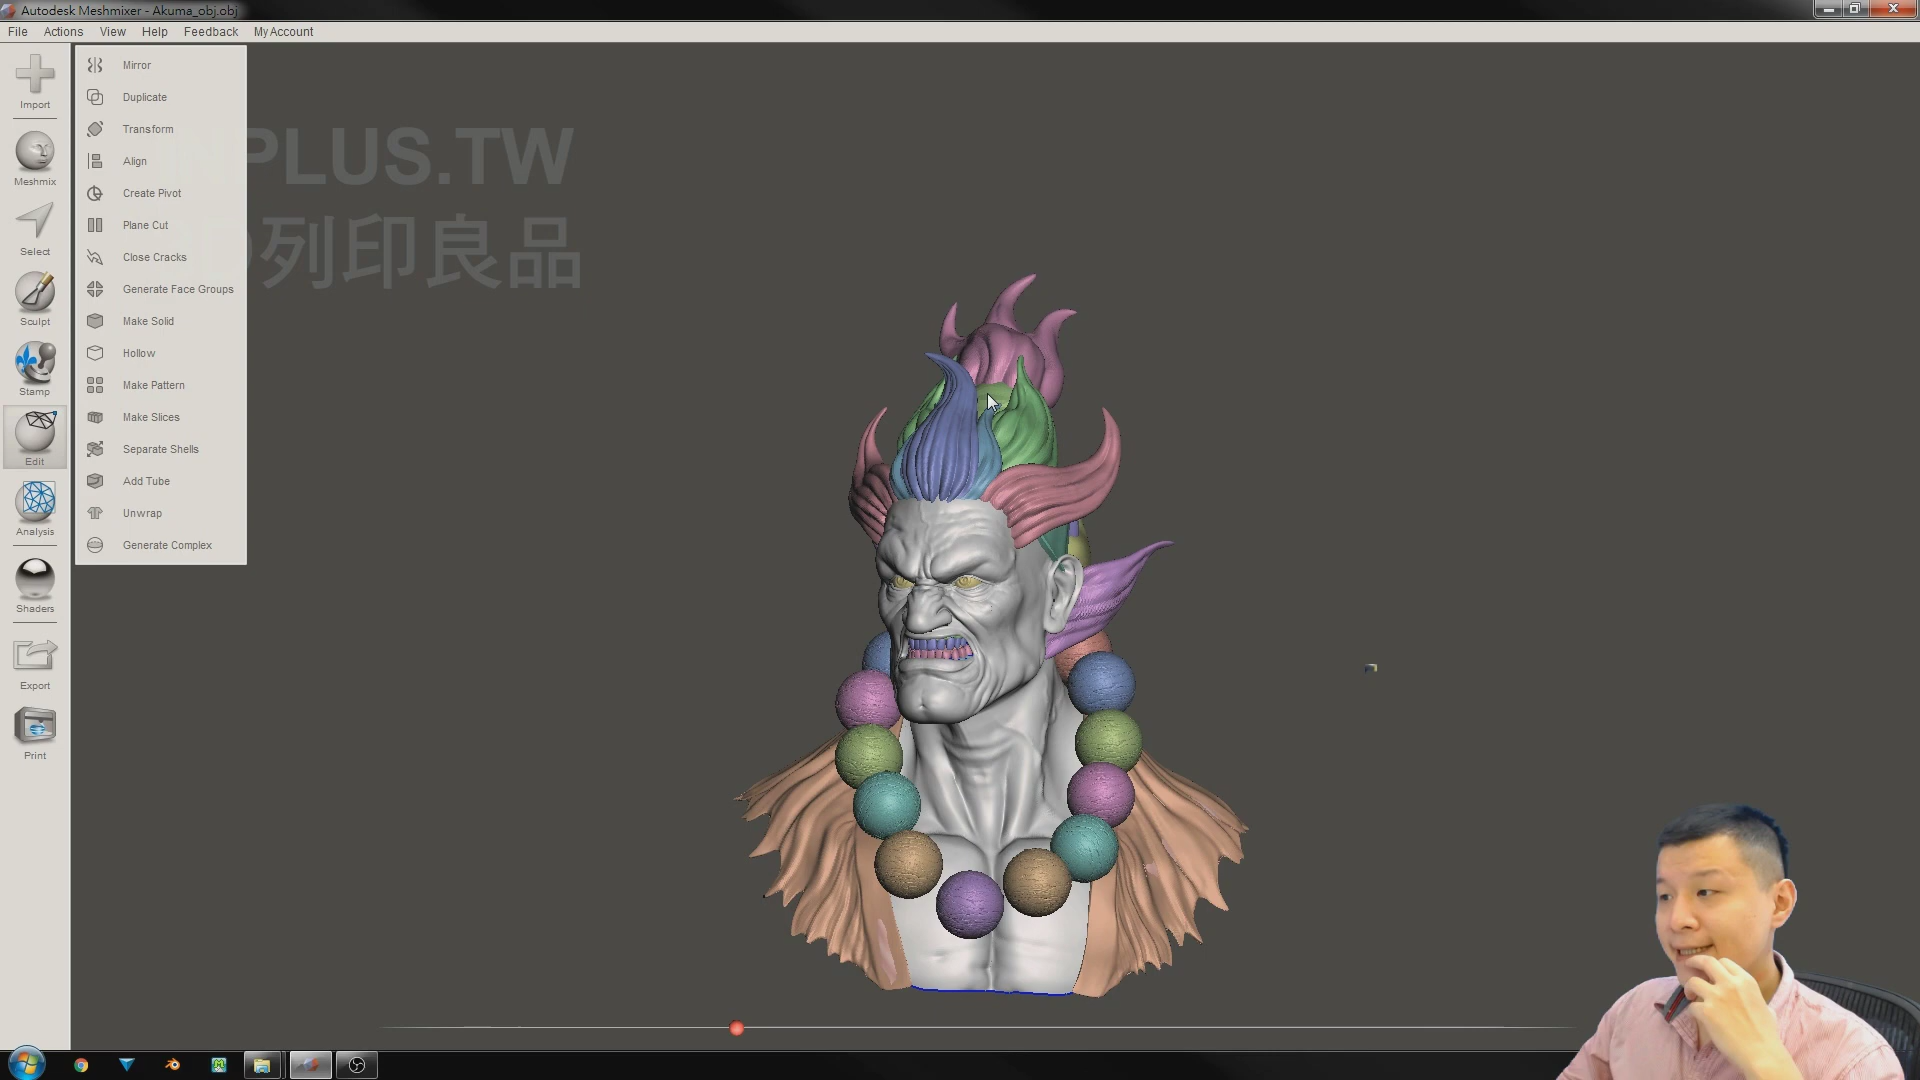 Autodesk Meshmixer - Akuma_obj.obj
File Actions View Help Feedback My Account
Import
Meshmix
Select
Sculpt
Stamp
Edit
Analysis
Shaders
Export
Print
Mirror
Duplicate
Transform
Align
Create Pivot
Plane Cut
Close Cracks
Generate Face Groups
Make Solid
Hollow
Make Pattern
Make Slices
Separate Shells
Add Tube
Unwrap
Generate Complex
PLUS.TW
列印良品